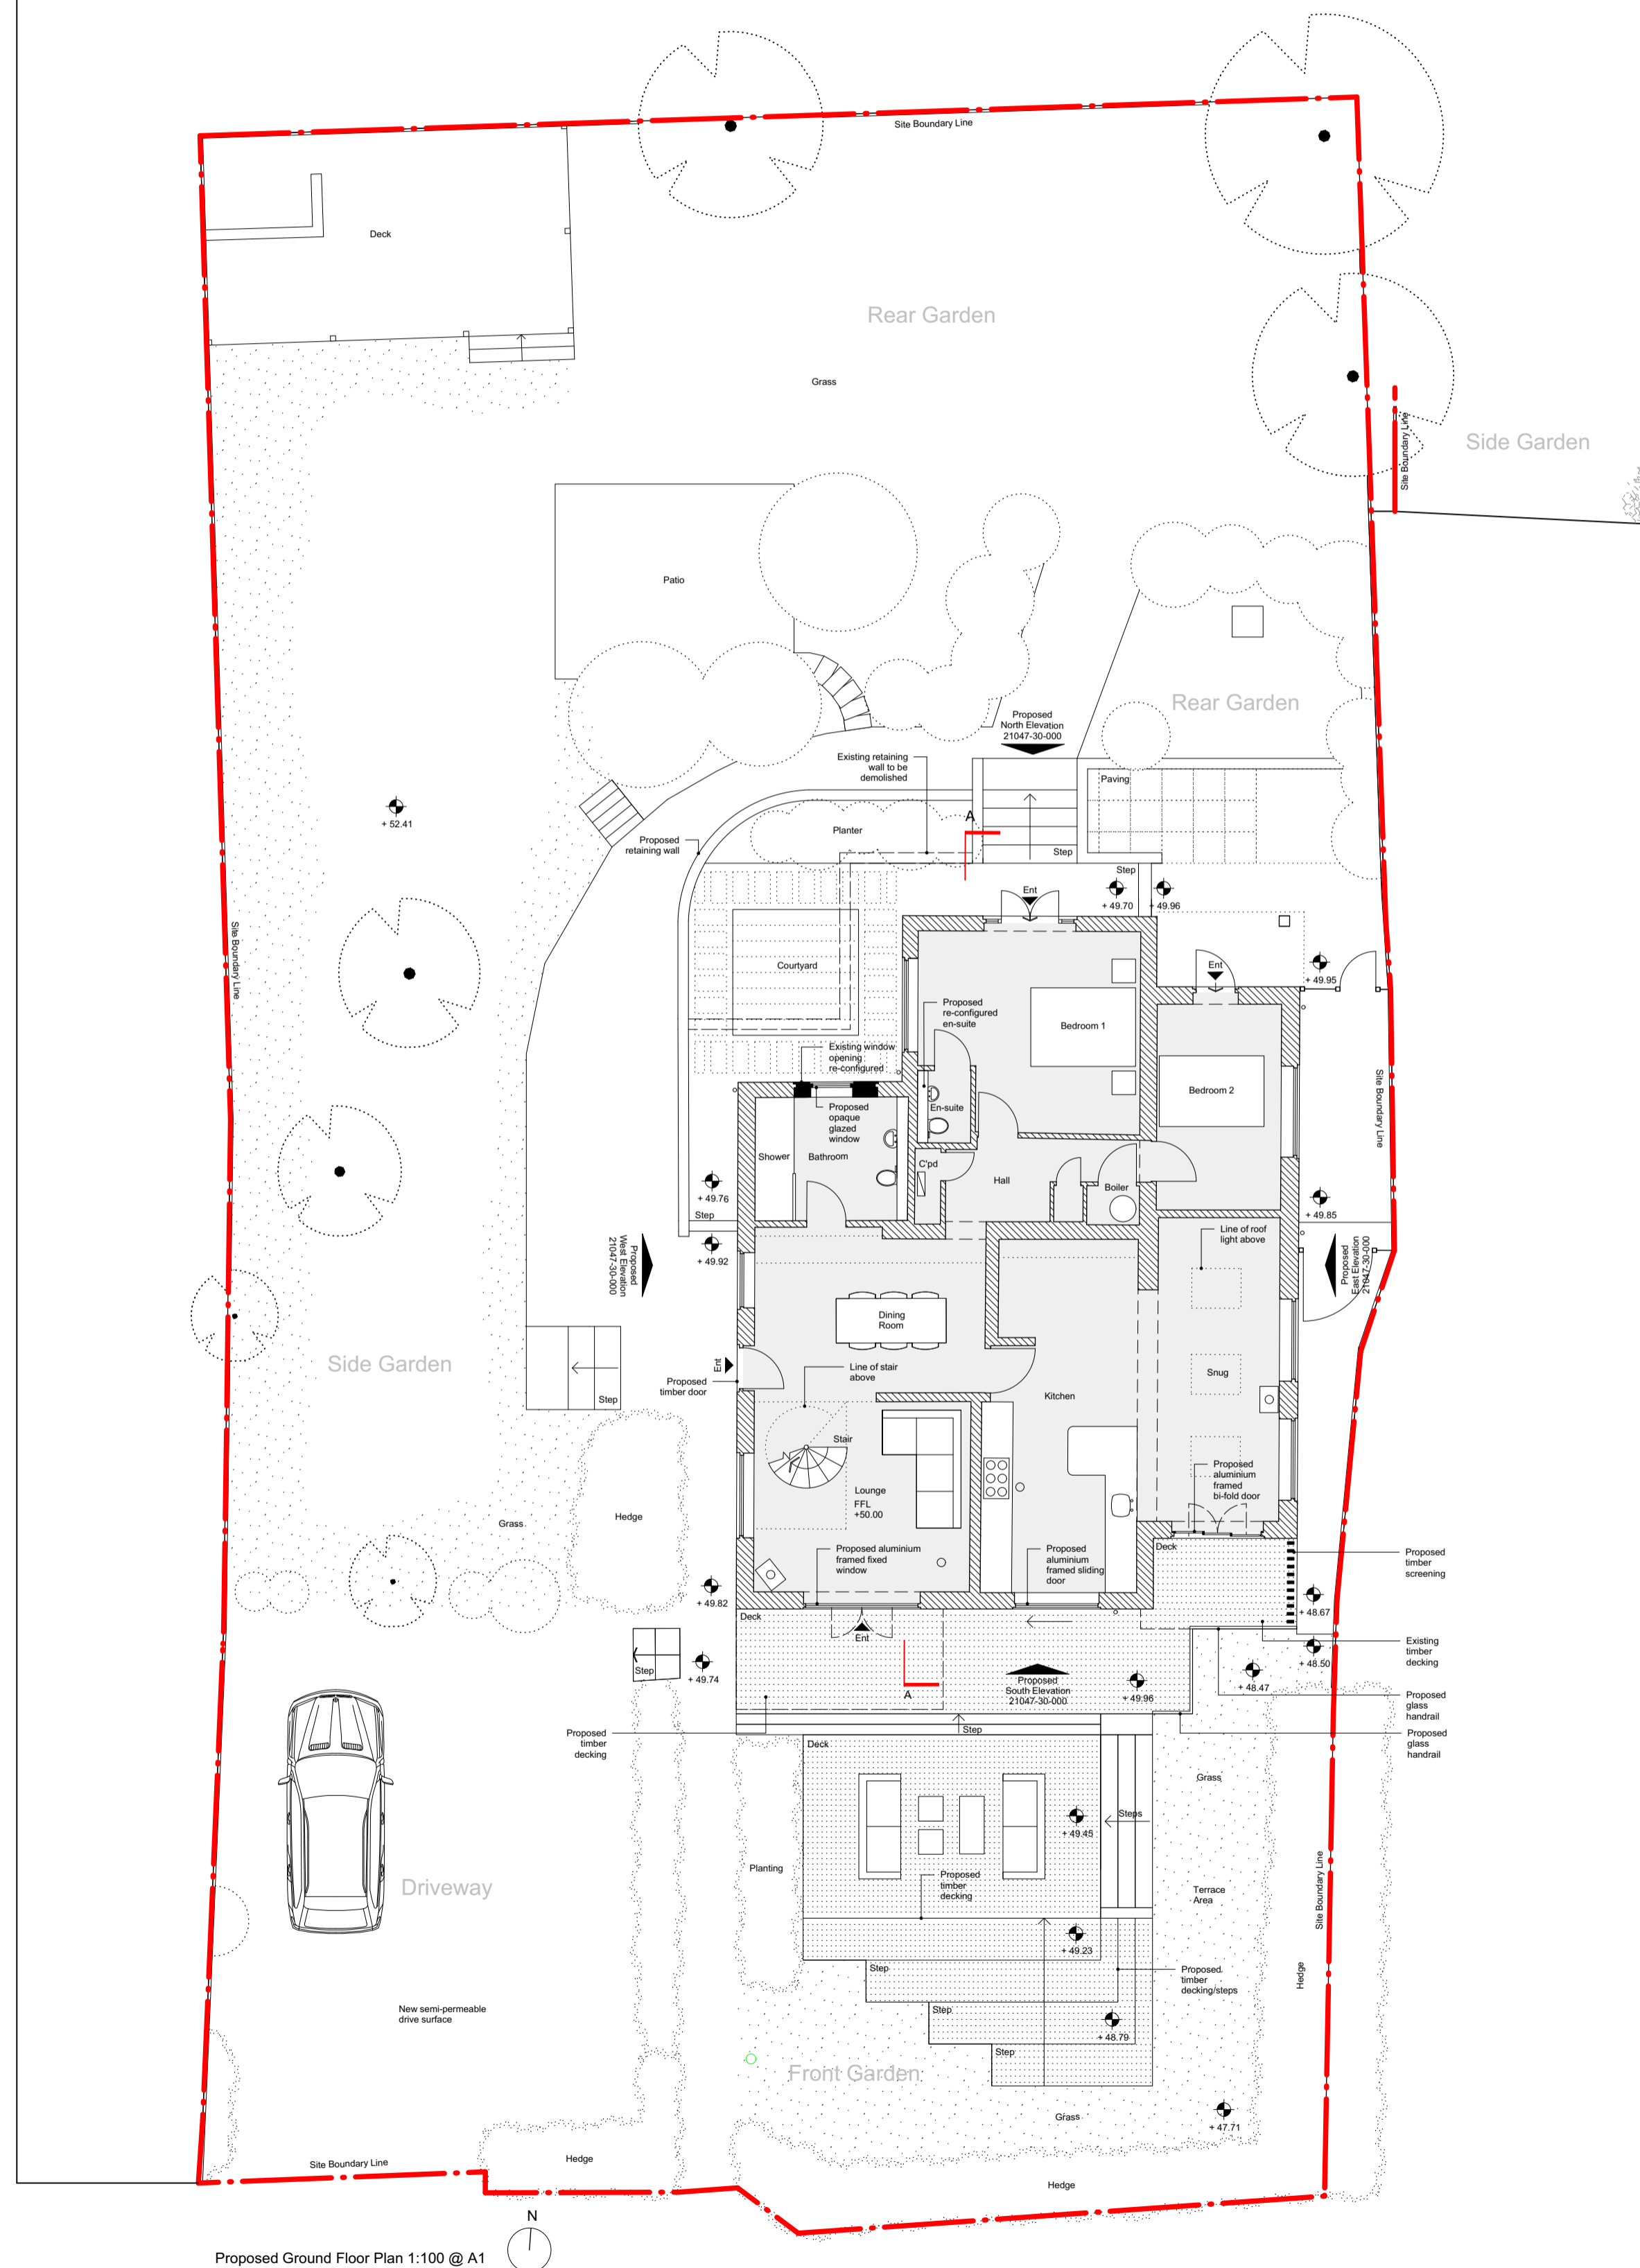 Site Boundary Line
Deck
Rear Garden
Grass
Side Garden
Site Boundary Line
Patio
Rear Garden
Proposed
North Elevation
21047-30-000
Existing retaining
wall to be
demolished
Paving
+ 52.41
Proposed
retaining wall
Planter
A
Step
Step
Ent
+ 49.70
+ 49.96
Courtyard
Ent
+ 49.95
Site Boundary Line
Proposed
re-configured
en-suite
Bedroom 1
Existing window
opening
re-configured
Bedroom 2
Site Boundary Line
Proposed
opaque
glazed
window
En-suite
Shower
Bathroom
C'pd
Hall
Boiler
+ 49.76
Step
+ 49.85
+ 49.92
Line of roof
light above
Proposed
West Elevation
21047-30-000
Proposed
East Elevation
21047-30-000
Dining
Room
Side Garden
Ent
Line of stair
above
Snug
Proposed
timber door
Step
Kitchen
Stair
Lounge
FFL
+50.00
Proposed
aluminium
framed
bi-fold door
Grass
Hedge
Proposed aluminium
framed fixed
window
Proposed
aluminium
framed sliding
door
Deck
Proposed
timber
screening
+ 49.82
+ 48.67
Deck
Ent
Existing
timber
decking
Step
+ 49.74
+ 48.50
+ 48.47
Proposed
South Elevation
21047-30-000
+ 49.96
A
Proposed
glass
handrail
Proposed
timber
decking
Step
Proposed
glass
handrail
Deck
Grass
Steps
+ 49.45
Planting
Proposed
timber
decking
Driveway
Terrace
Area
Site Boundary Line
+ 49.23
Step
Proposed
timber
decking/steps
Hedge
New semi-permeable
drive surface
Step
+ 48.79
Step
Front Garden
Grass
+ 47.71
Site Boundary Line
Hedge
Hedge
N
Proposed Ground Floor Plan 1:100 @ A1